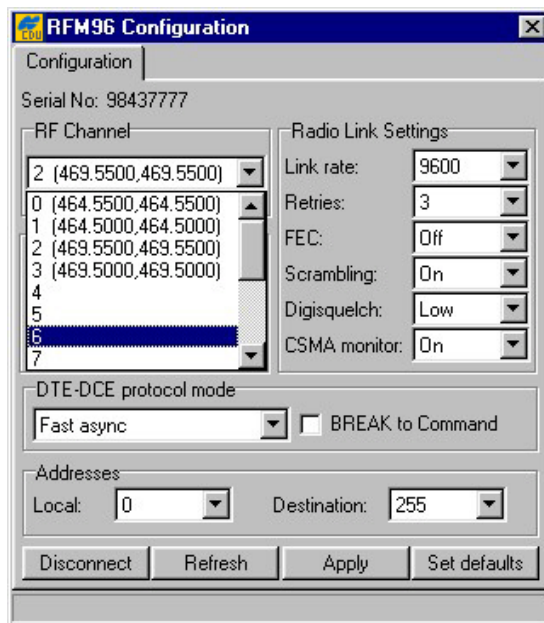 CDU RFM96 Configuration
Configuration
Serial No: 98437777
RF Channel
2 (469.5500,469.5500)
0 (464.5500,464.5500)
1 (464.5000,464.5000)
2 (469.5500,469.5500)
3 (469.5000,469.5000)
4
5
6
7
Radio Link Settings
Link rate: 9600
Retries: 3
FEC: Off
Scrambling: On
Digisquelch: Low
CSMA monitor: On
DTE-DCE protocol mode
Fast async BREAK to Command
Addresses
Local: 0 Destination: 255
Disconnect Refresh Apply Set defaults